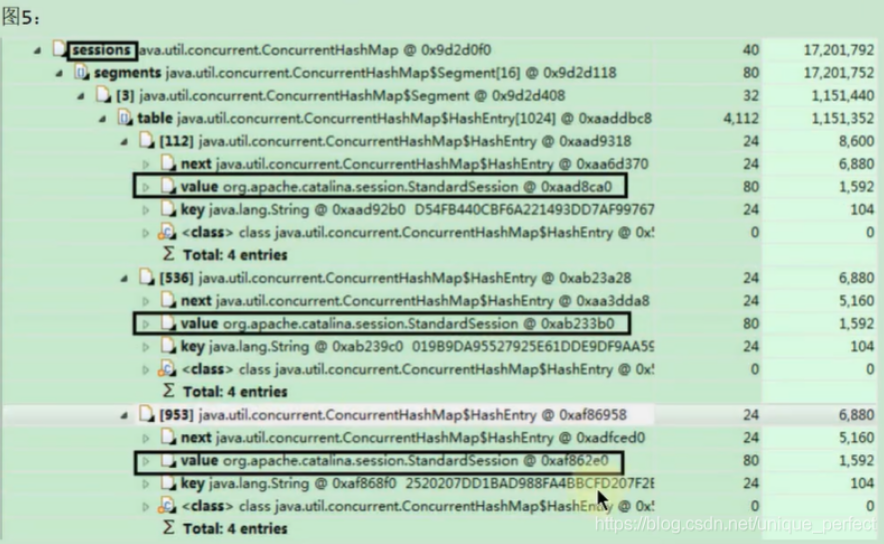 图5：
sessions java.util.concurrent.ConcurrentHashMap @ 0x9d2d0f0 40 17,201,792
segments java.util.concurrent.ConcurrentHashMap$Segment[16] @ 0x9d2d118 80 17,201,752
[3] java.util.concurrent.ConcurrentHashMap$Segment @ 0x9d2d408 32 1,151,440
table java.util.concurrent.ConcurrentHashMap$HashEntry[1024] @ 0xaaddbc8 4,112 1,151,352
[112] java.util.concurrent.ConcurrentHashMap$HashEntry @ 0xaad9318 24 8,600
next java.util.concurrent.ConcurrentHashMap$HashEntry @ 0xaa6d370 24 6,880
value org.apache.catalina.session.StandardSession @ 0xaad8ca0 80 1,592
key java.lang.String @ 0xaad92b0 D54FB440CBF6A221493DD7AF99767 24 104
<class> class java.util.concurrent.ConcurrentHashMap$HashEntry @ 0x 0 0
Σ Total: 4 entries
[536] java.util.concurrent.ConcurrentHashMap$HashEntry @ 0xab23a28 24 6,880
next java.util.concurrent.ConcurrentHashMap$HashEntry @ 0xaa3dda8 24 5,160
value org.apache.catalina.session.StandardSession @ 0xab233b0 80 1,592
key java.lang.String @ 0xab239c0 019B9DA95527925E61DDE9DF9AA59 24 104
<class> class java.util.concurrent.ConcurrentHashMap$HashEntry @ 0x 0 0
Σ Total: 4 entries
[953] java.util.concurrent.ConcurrentHashMap$HashEntry @ 0xaf86958 24 6,880
next java.util.concurrent.ConcurrentHashMap$HashEntry @ 0xadfced0 24 5,160
value org.apache.catalina.session.StandardSession @ 0xaf862e0 80 1,592
key java.lang.String @ 0xaf868f0 2520207DD1BAD988FA4BBCFD207F2E 24 104
<class> class java.util.concurrent.ConcurrentHashMap$HashEntry @ 0x 0 0
Σ Total: 4 entries
https://blog.csdn.net/unique_perfect